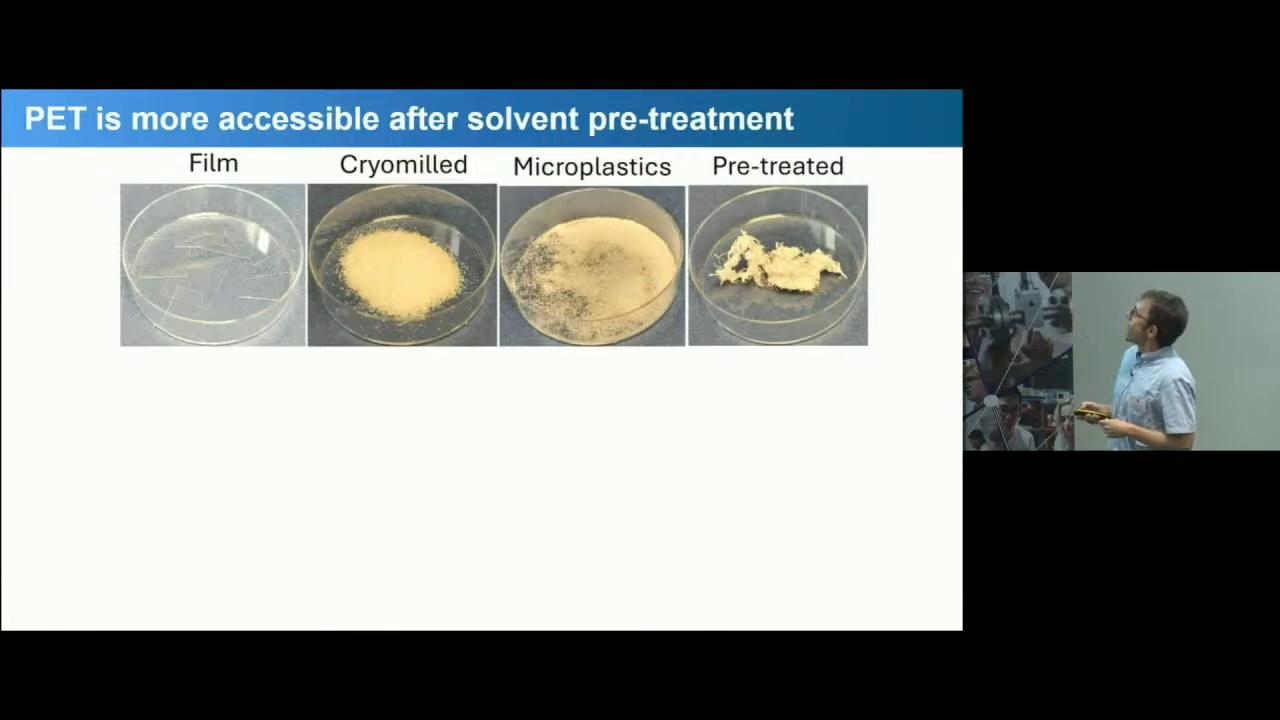 PET is more accessible after solvent pre-treatment
Film
Cryomilled
Microplastics
Pre-treated